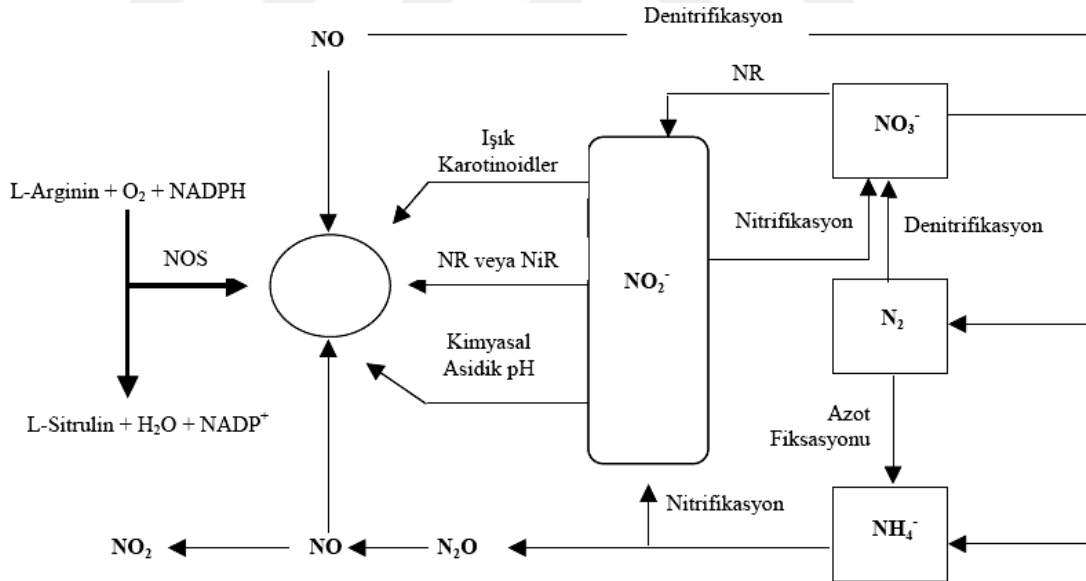 Denitrifikasyon
NO
NR
NO₃⁻
Işık
Karotinoidler
L-Arginin + O₂ + NADPH
Nitrifikasyon
Denitrifikasyon
NOS
NR veya NiR
NO₂⁻
N₂
Kimyasal
Asidik pH
L-Sitrulin + H₂O + NADP⁺
Azot
Fiksasyonu
Nitrifikasyon
NO₂
NO
N₂O
NH₄⁻